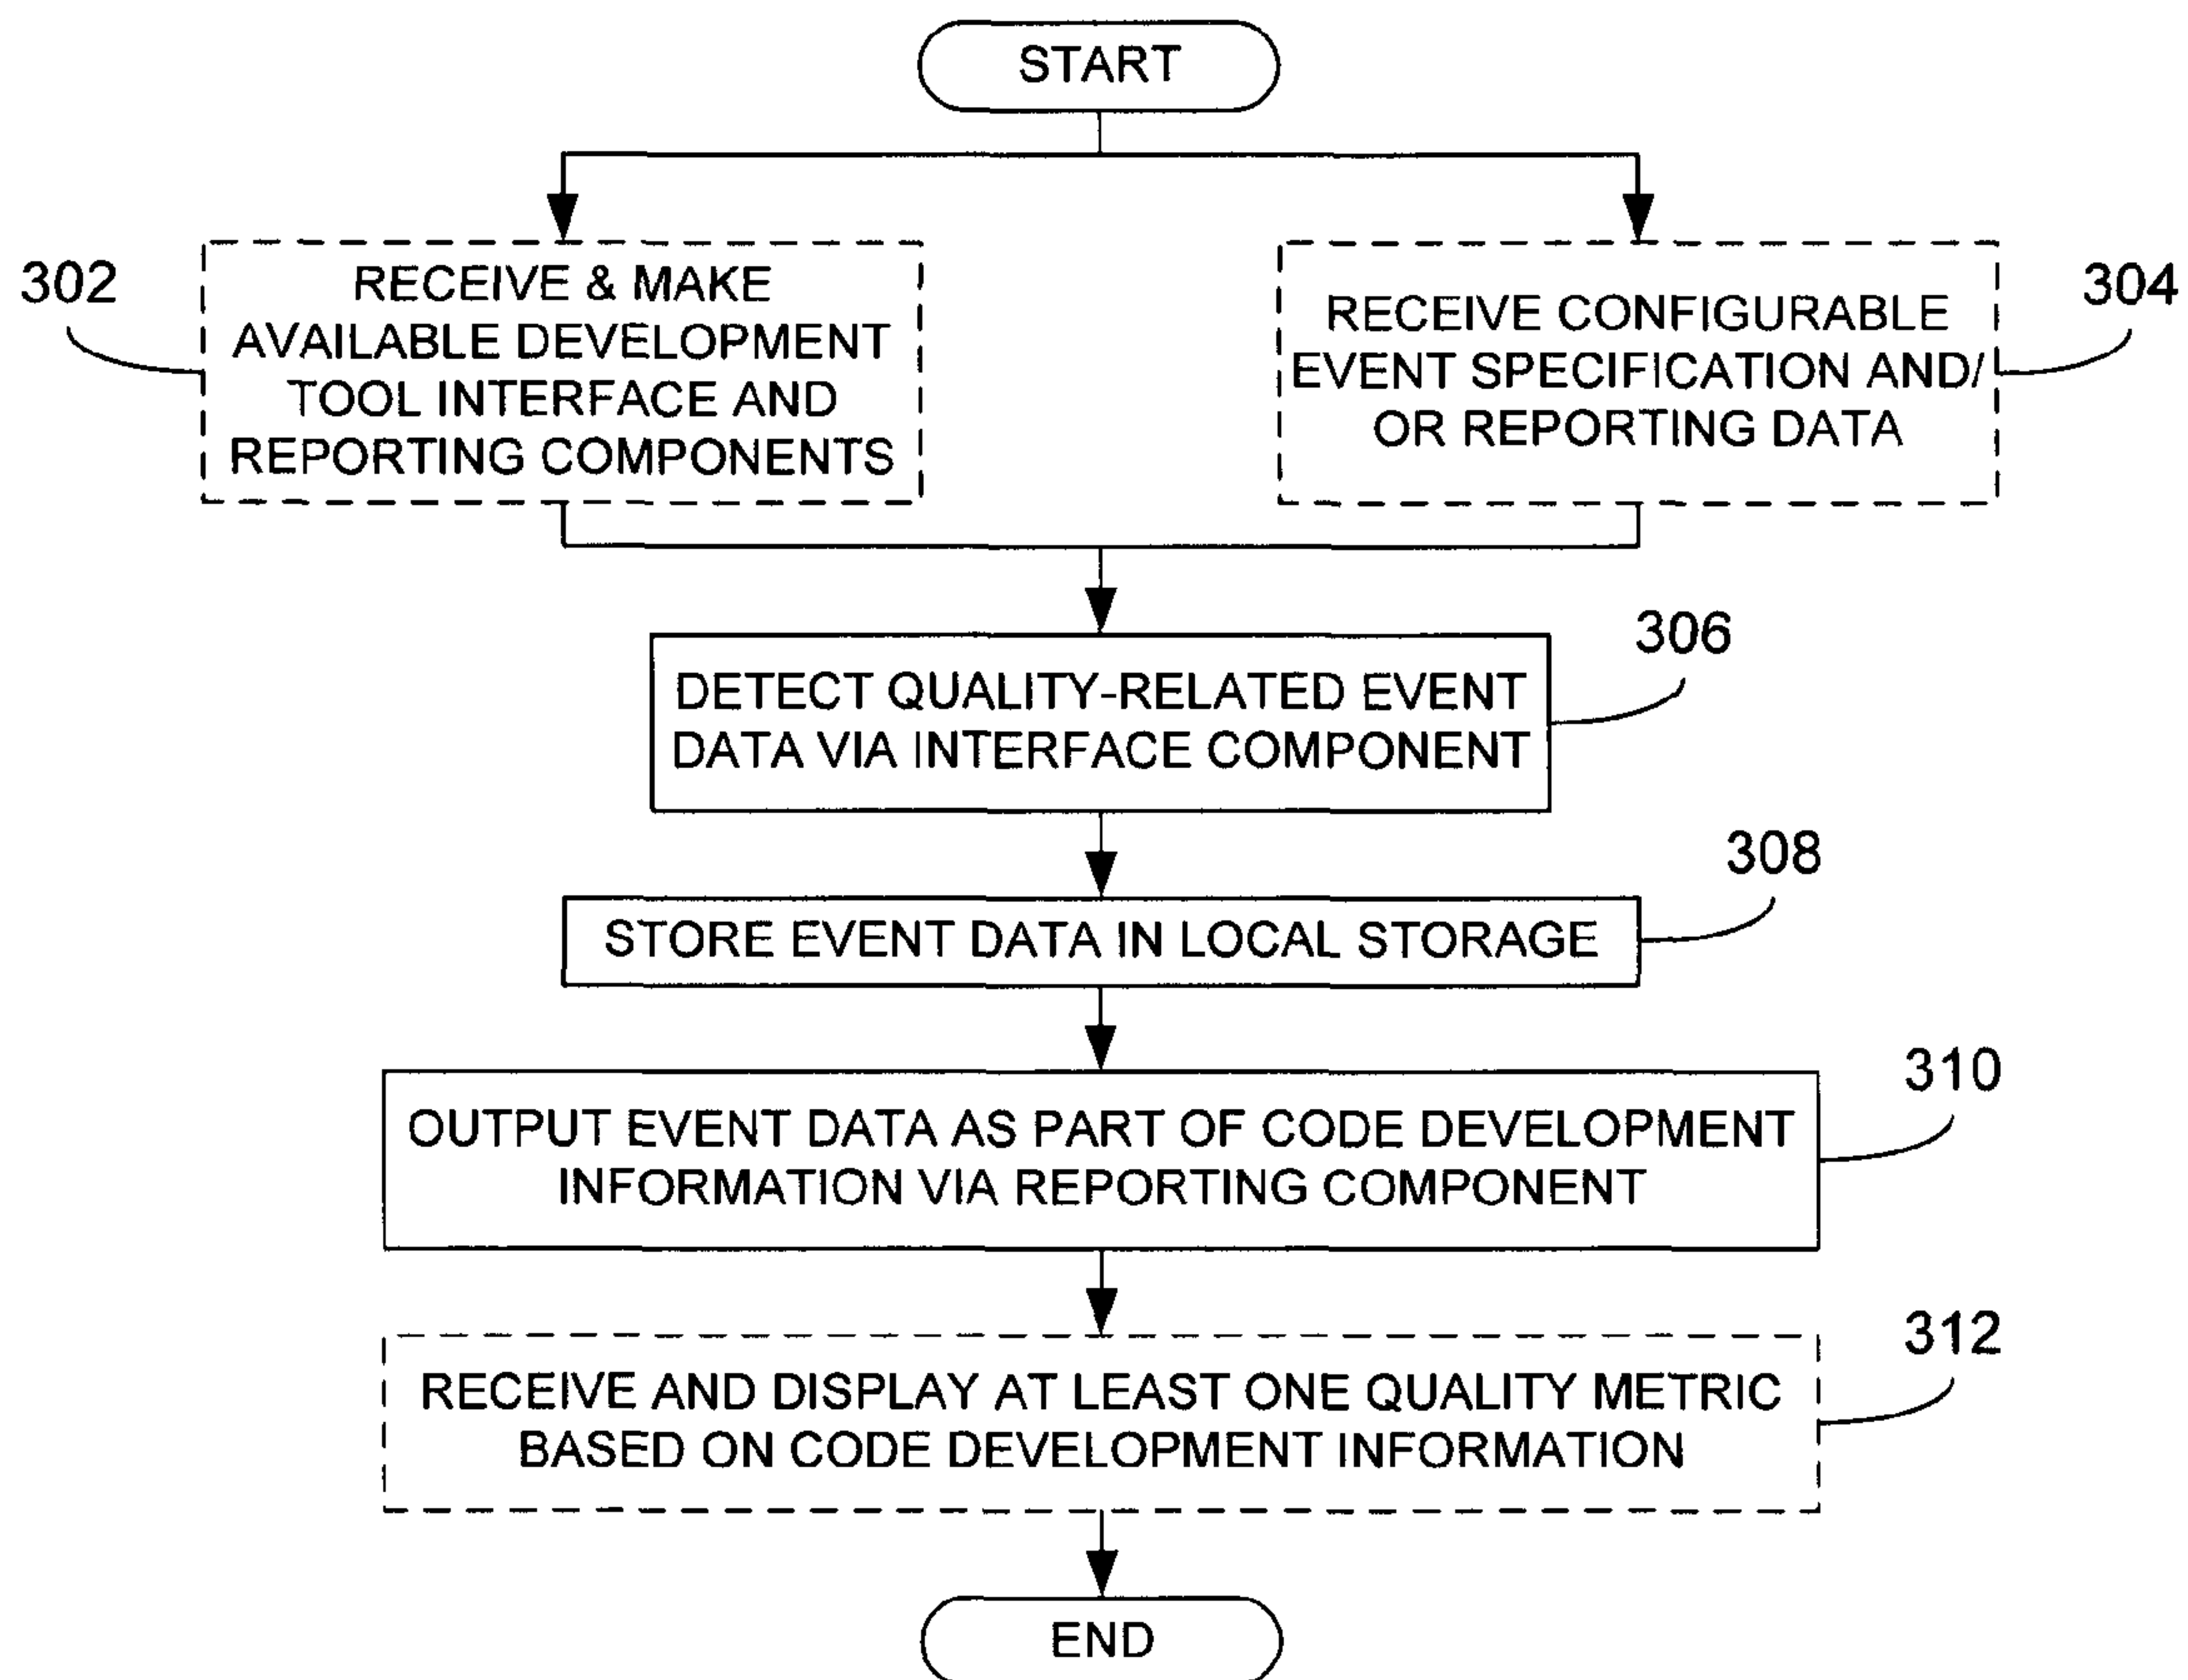 START
302
RECEIVE & MAKE
AVAILABLE DEVELOPMENT
TOOL INTERFACE AND
REPORTING COMPONENTS
304
RECEIVE CONFIGURABLE
EVENT SPECIFICATION AND/
OR REPORTING DATA
306
DETECT QUALITY-RELATED EVENT
DATA VIA INTERFACE COMPONENT
308
STORE EVENT DATA IN LOCAL STORAGE
310
OUTPUT EVENT DATA AS PART OF CODE DEVELOPMENT
INFORMATION VIA REPORTING COMPONENT
312
RECEIVE AND DISPLAY AT LEAST ONE QUALITY METRIC
BASED ON CODE DEVELOPMENT INFORMATION
END